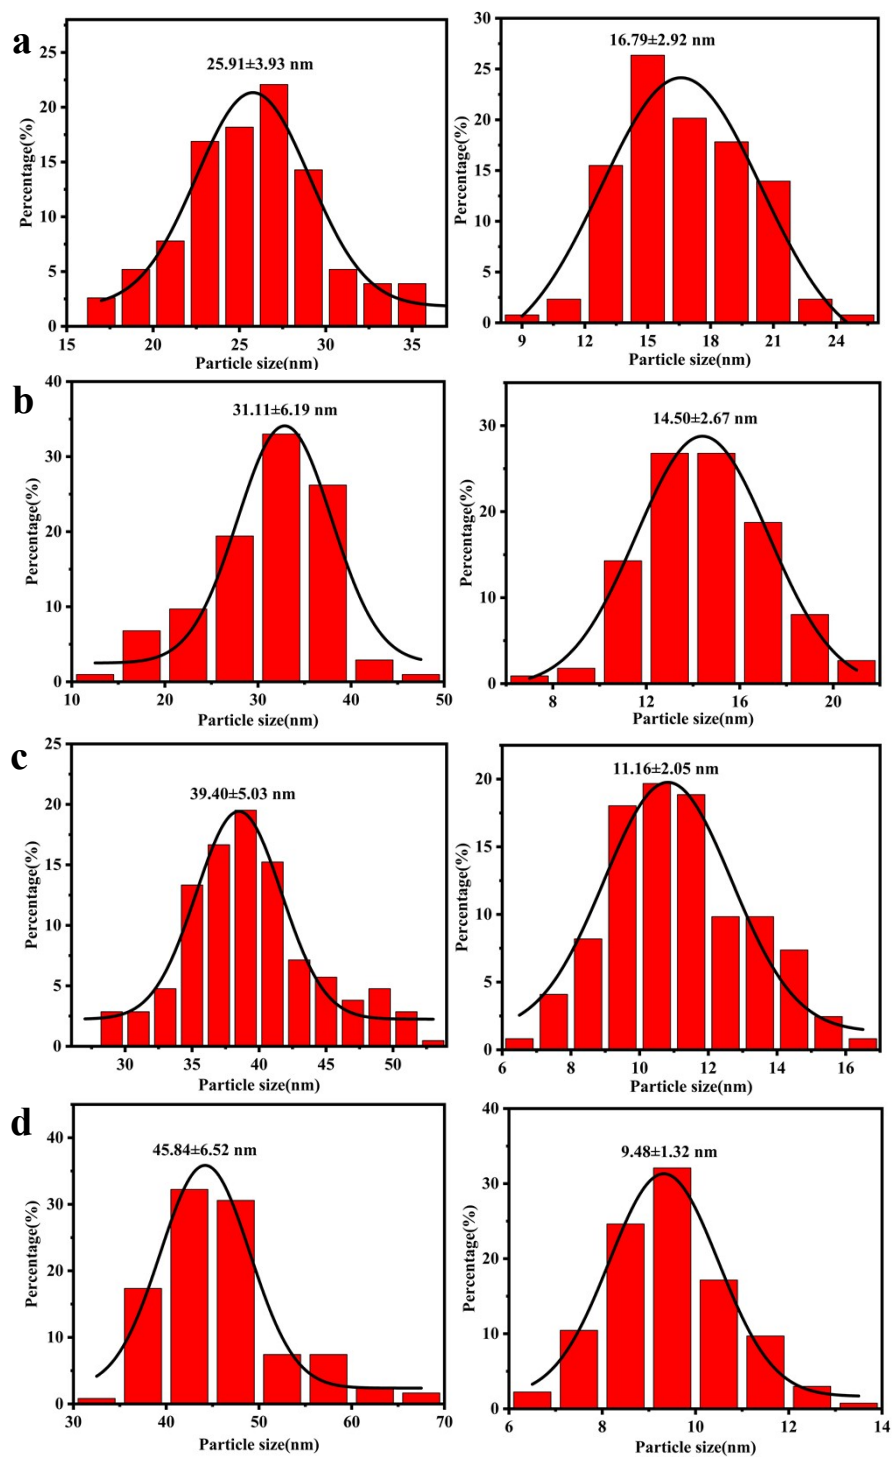 a
25.91±3.93 nm
Percentage(%)
25
20
15
10
5
0
15 20 25 30 35
Particle size(nm)
16.79±2.92 nm
Percentage(%)
30
25
20
15
10
5
0
9 12 15 18 21 24
Particle size(nm)
b
31.11±6.19 nm
Percentage(%)
40
30
20
10
0
10 20 30 40 50
Particle size(nm)
14.50±2.67 nm
Percentage(%)
30
20
10
0
8 12 16 20
Particle size(nm)
c
39.40±5.03 nm
Percentage(%)
25
20
15
10
5
0
30 35 40 45 50
Particle size(nm)
11.16±2.05 nm
Percentage(%)
20
15
10
5
0
6 8 10 12 14 16
Particle size(nm)
d
45.84±6.52 nm
Percentage(%)
40
30
20
10
0
30 40 50 60 70
Particle size(nm)
9.48±1.32 nm
Percentage(%)
40
30
20
10
0
6 8 10 12 14
Particle size(nm)